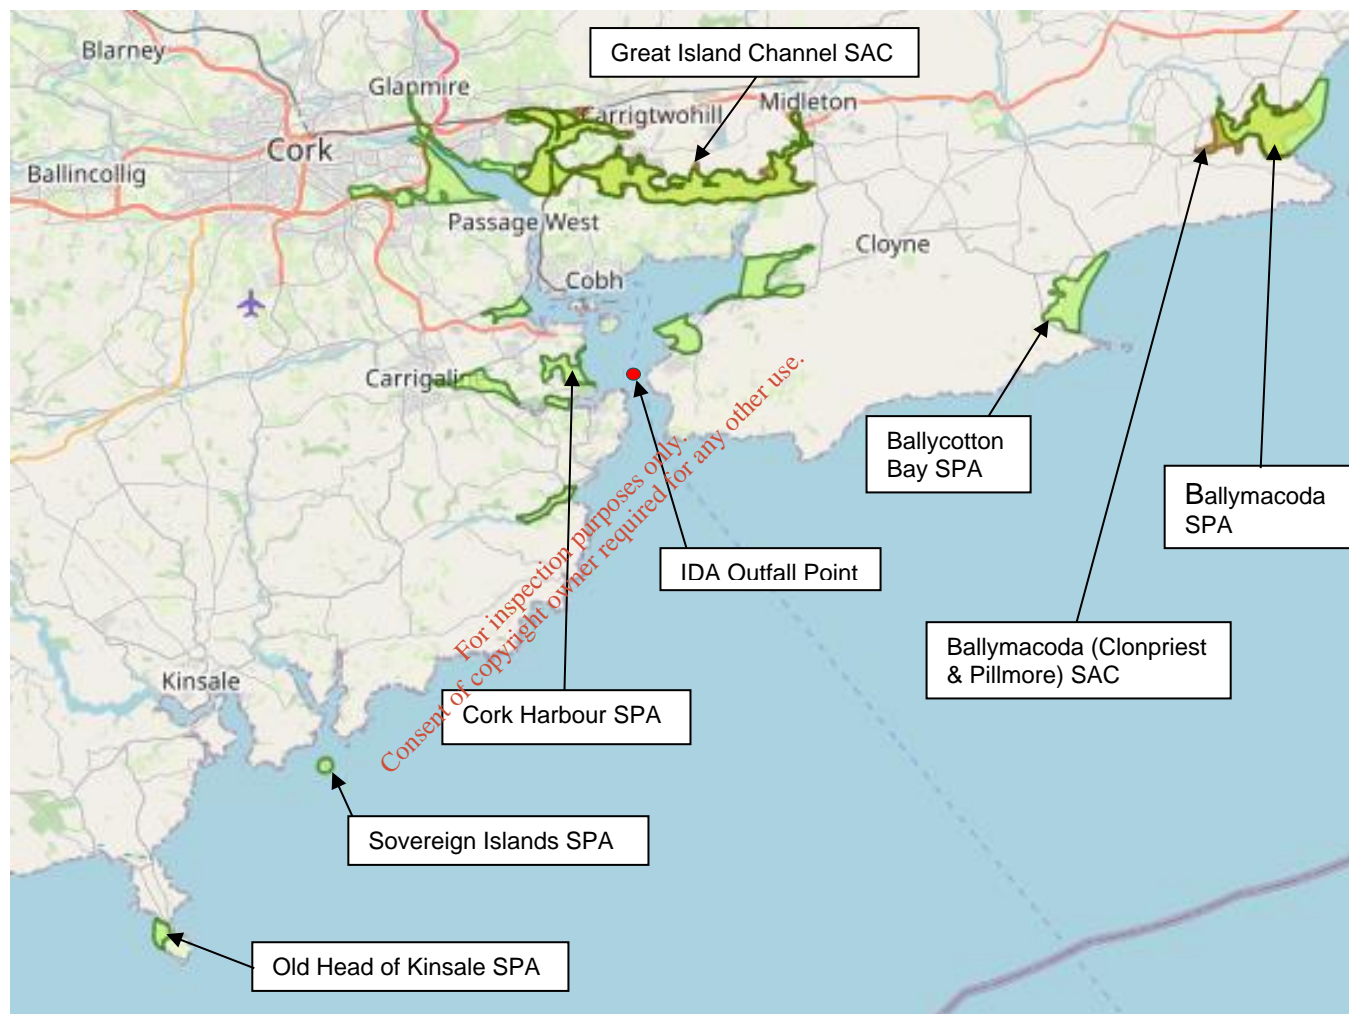 Great Island Channel SAC
Blarney
Glanmire
Carrigtwohill
Midleton
Cork
Ballincollig
Passage West
Cloyne
Cobh
Carrigali
Ballycotton
Bay SPA
Ballymacoda
SPA
IDA Outfall Point
Ballymacoda (Clonpriest
& Pillmore) SAC
Kinsale
Cork Harbour SPA
Sovereign Islands SPA
Old Head of Kinsale SPA
For inspection purposes only.
Consent of copyright owner required for any other use.